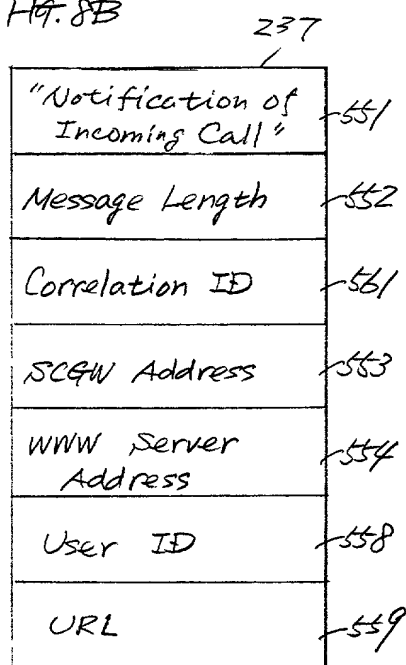 FIG. 8B
237
"Notification of
Incoming Call"
551
Message Length
552
Correlation ID
561
SCGW Address
553
WWW Server
Address
554
User ID
558
URL
559